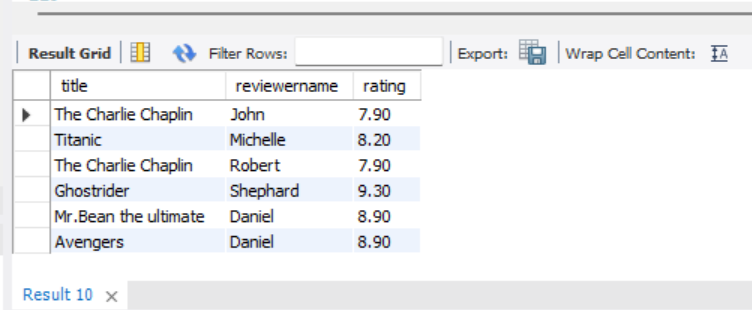 Result Grid Filter Rows: Export: Wrap Cell Content:
title reviewername rating
The Charlie Chaplin John 7.90
Titanic Michelle 8.20
The Charlie Chaplin Robert 7.90
Ghostrider Shephard 9.30
Mr.Bean the ultimate Daniel 8.90
Avengers Daniel 8.90
Result 10 ×